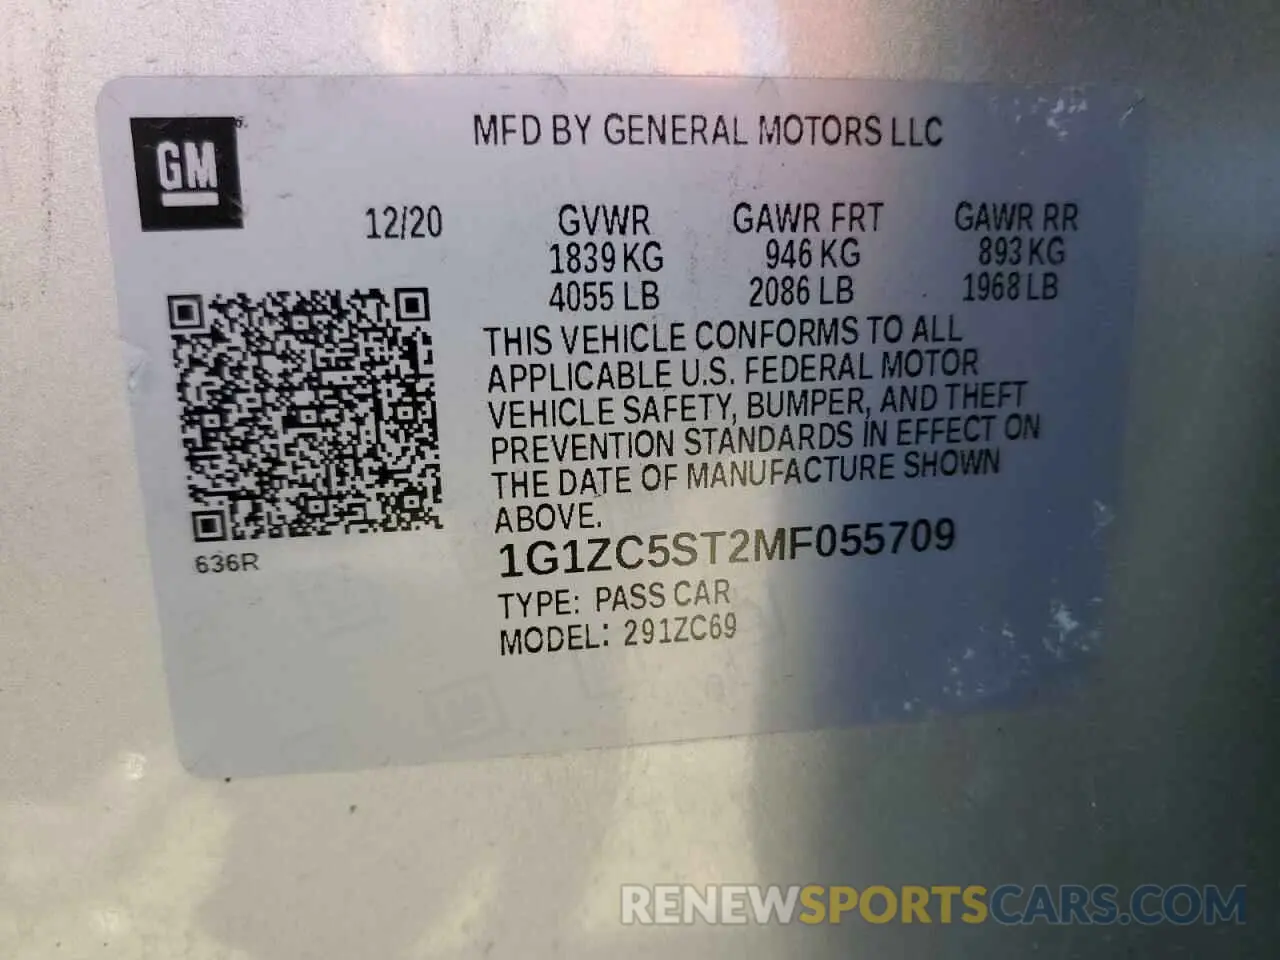 GM
MFD BY GENERAL MOTORS LLC
12/20
GVWR GAWR FRT GAWR RR
1839 KG 946 KG 893 KG
4055 LB 2086 LB 1968 LB
THIS VEHICLE CONFORMS TO ALL
APPLICABLE U.S. FEDERAL MOTOR
VEHICLE SAFETY, BUMPER, AND THEFT
PREVENTION STANDARDS IN EFFECT ON
THE DATE OF MANUFACTURE SHOWN
ABOVE.
636R
1G1ZC5ST2MF055709
TYPE: PASS CAR
MODEL: 291ZC69
RENEWSPORTSCARS.COM